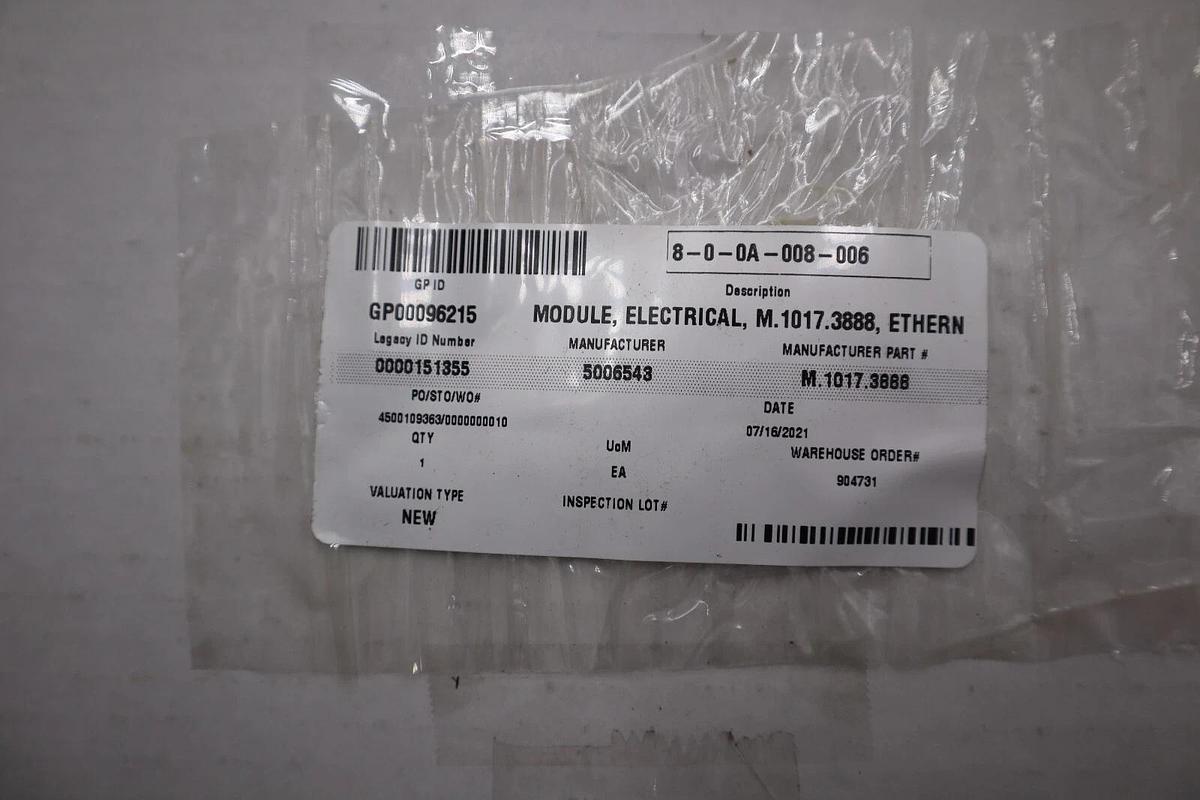 8-0-0A-008-006
GP ID
Description
GP00096215
MODULE, ELECTRICAL, M.1017.3888, ETHERN
Legacy ID Number
MANUFACTURER
MANUFACTURER PART #
0000151355
5006543
M.1017.3888
PO/STO/WO#
DATE
4500109363/0000000010
07/16/2021
QTY
UoM
WAREHOUSE ORDER#
1
EA
904731
VALUATION TYPE
INSPECTION LOT#
NEW